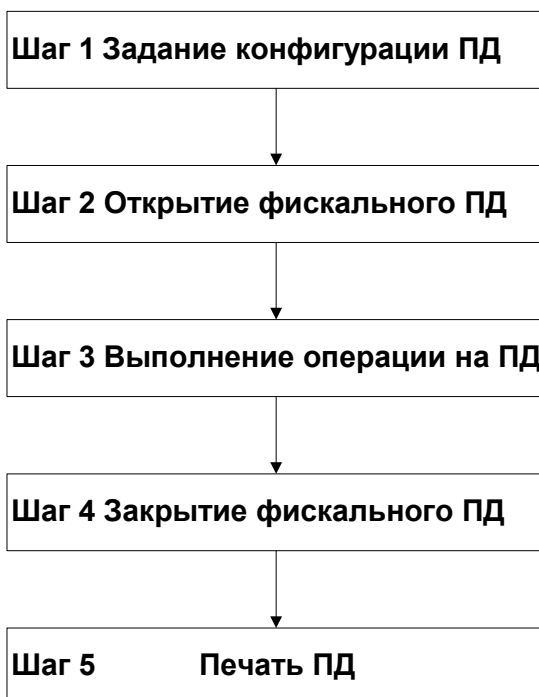 Шаг 1 Задание конфигурации ПД
Шаг 2 Открытие фискального ПД
Шаг 3 Выполнение операции на ПД
Шаг 4 Закрытие фискального ПД
Шаг 5 Печать ПД